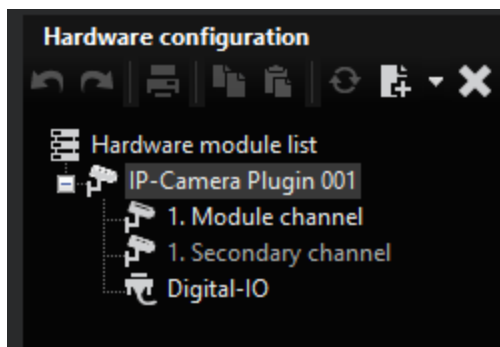 Hardware configuration
Hardware module list
IP-Camera Plugin 001
1. Module channel
1. Secondary channel
Digital-IO